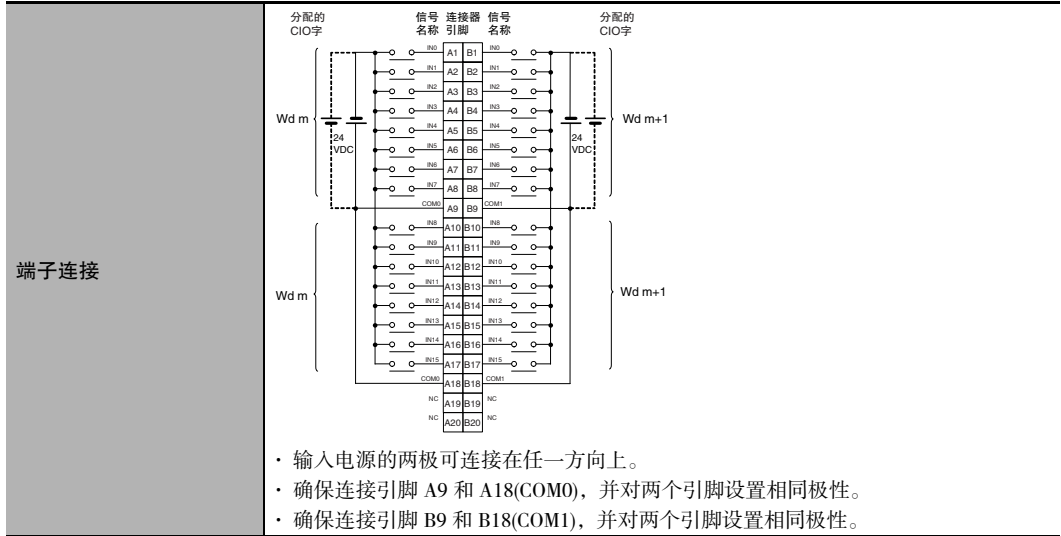 端子连接
分配的
CIO字
信号
名称
连接器
引脚
信号
名称
分配的
CIO字
IN0 A1 B1 IN0
IN1 A2 B2 IN1
IN2 A3 B3 IN2
IN3 A4 B4 IN3
Wd m
Wd m+1
IN4 A5 B5 IN4
24
VDC
24
VDC
IN5 A6 B6 IN5
IN6 A7 B7 IN6
IN7 A8 B8 IN7
COM0 A9 B9 COM1
IN8 A10 B10 IN8
IN9 A11 B11 IN9
IN10 A12 B12 IN10
IN11 A13 B13 IN11
Wd m
Wd m+1
IN12 A14 B14 IN12
IN13 A15 B15 IN13
IN14 A16 B16 IN14
IN15 A17 B17 IN15
COM0 A18 B18 COM1
NC A19 B19 NC
NC A20 B20 NC
· 输入电源的两极可连接在任一方向上。
· 确保连接引脚 A9 和 A18(COM0)，并对两个引脚设置相同极性。
· 确保连接引脚 B9 和 B18(COM1)，并对两个引脚设置相同极性。